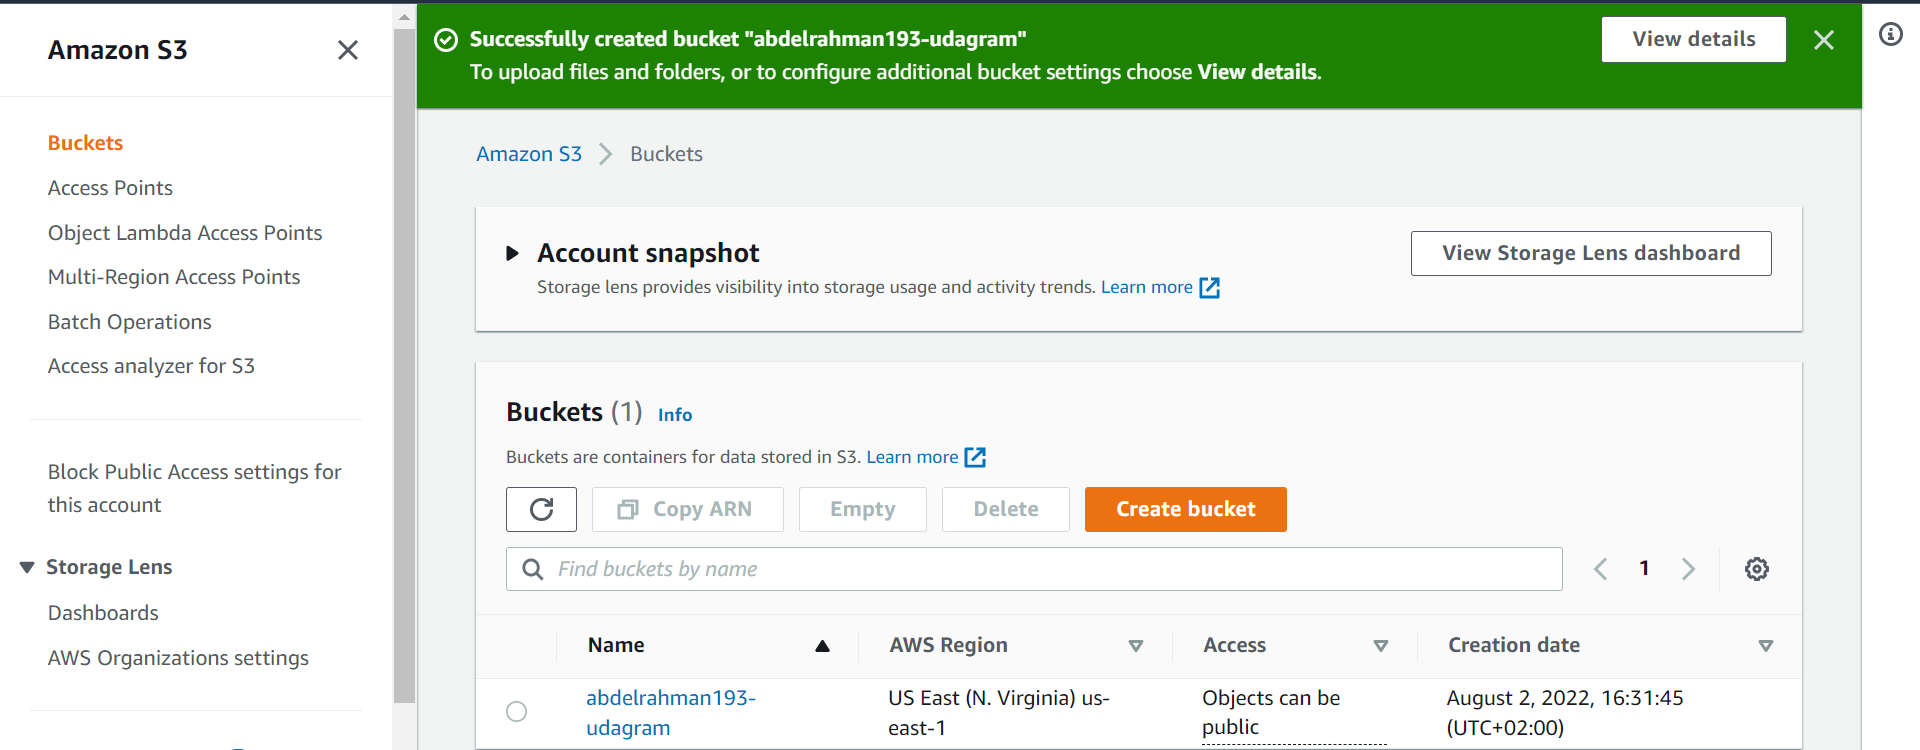 Amazon S3
Buckets
Access Points
Object Lambda Access Points
Multi-Region Access Points
Batch Operations
Access analyzer for S3
Block Public Access settings for
this account
Storage Lens
Dashboards
AWS Organizations settings
Successfully created bucket "abdelrahman193-udagram"
To upload files and folders, or to configure additional bucket settings choose View details.
View details
Amazon S3 Buckets
Account snapshot
Storage lens provides visibility into storage usage and activity trends. Learn more
View Storage Lens dashboard
Buckets (1) Info
Buckets are containers for data stored in S3. Learn more
Copy ARN Empty Delete Create bucket
Find buckets by name
1
Name AWS Region Access Creation date
abdelrahman193- US East (N. Virginia) us- Objects can be August 2, 2022, 16:31:45
udagram east-1 public (UTC+02:00)